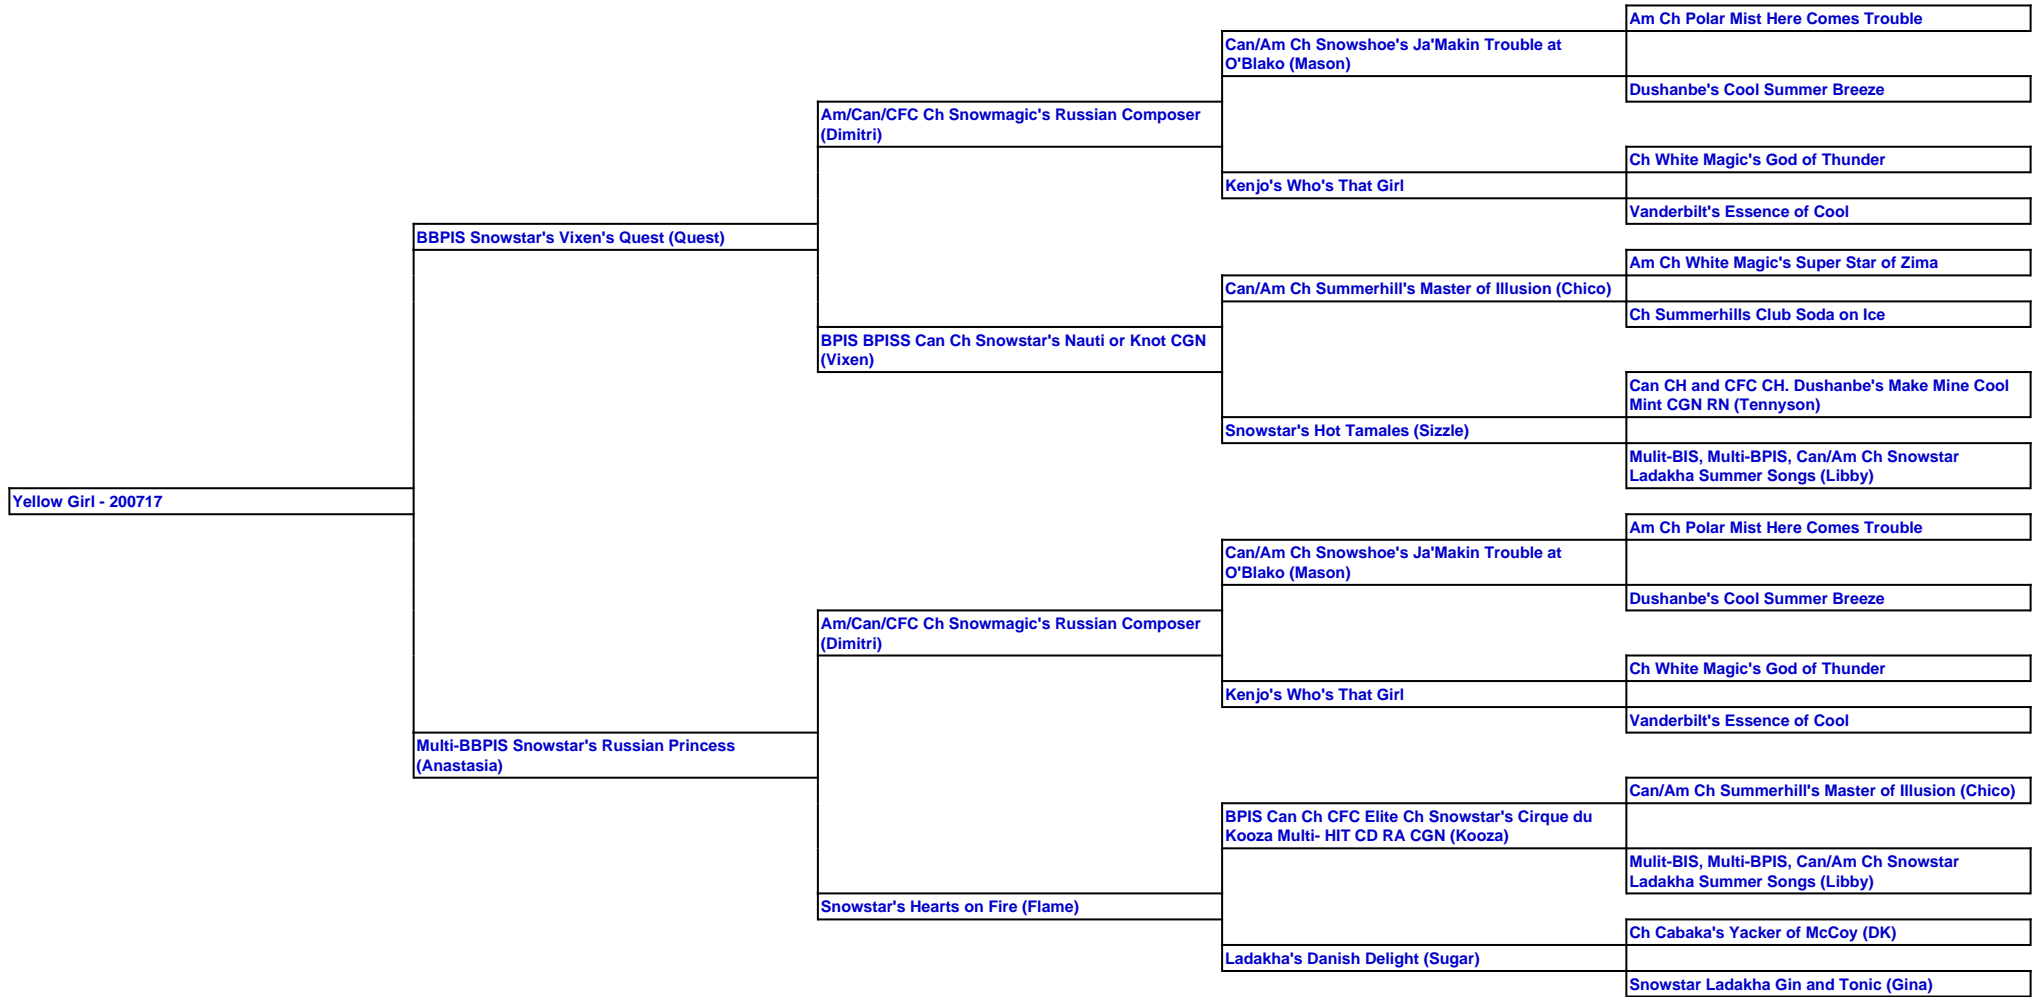 Am Ch Polar Mist Here Comes Trouble
Can/Am Ch Snowshoe's Ja'Makin Trouble at
O'Blako (Mason)
Dushanbe's Cool Summer Breeze
Am/Can/CFC Ch Snowmagic's Russian Composer
(Dimitri)
Ch White Magic's God of Thunder
Kenjo's Who's That Girl
Vanderbilt's Essence of Cool
BBPIS Snowstar's Vixen's Quest (Quest)
Am Ch White Magic's Super Star of Zima
Can/Am Ch Summerhill's Master of Illusion (Chico)
Ch Summerhills Club Soda on Ice
BPIS BPISS Can Ch Snowstar's Nauti or Knot CGN
(Vixen)
Can CH and CFC CH. Dushanbe's Make Mine Cool
Mint CGN RN (Tennyson)
Snowstar's Hot Tamales (Sizzle)
Mulit-BIS, Multi-BPIS, Can/Am Ch Snowstar
Ladakha Summer Songs (Libby)
Yellow Girl - 200717
Am Ch Polar Mist Here Comes Trouble
Can/Am Ch Snowshoe's Ja'Makin Trouble at
O'Blako (Mason)
Dushanbe's Cool Summer Breeze
Am/Can/CFC Ch Snowmagic's Russian Composer
(Dimitri)
Ch White Magic's God of Thunder
Kenjo's Who's That Girl
Vanderbilt's Essence of Cool
Multi-BBPIS Snowstar's Russian Princess
(Anastasia)
Can/Am Ch Summerhill's Master of Illusion (Chico)
BPIS Can Ch CFC Elite Ch Snowstar's Cirque du
Kooza Multi- HIT CD RA CGN (Kooza)
Mulit-BIS, Multi-BPIS, Can/Am Ch Snowstar
Ladakha Summer Songs (Libby)
Snowstar's Hearts on Fire (Flame)
Ch Cabaka's Yacker of McCoy (DK)
Ladakha's Danish Delight (Sugar)
Snowstar Ladakha Gin and Tonic (Gina)